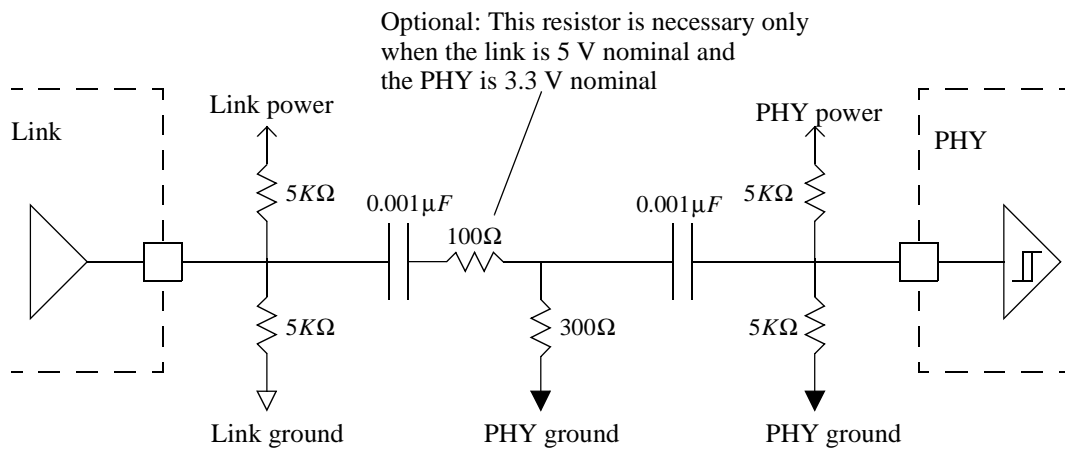 Optional: This resistor is necessary only
when the link is 5 V nominal and
the PHY is 3.3 V nominal
Link power
PHY power
Link
PHY
5KΩ
0.001μF
100Ω
0.001μF
5KΩ
5KΩ
300Ω
5KΩ
Link ground
PHY ground
PHY ground